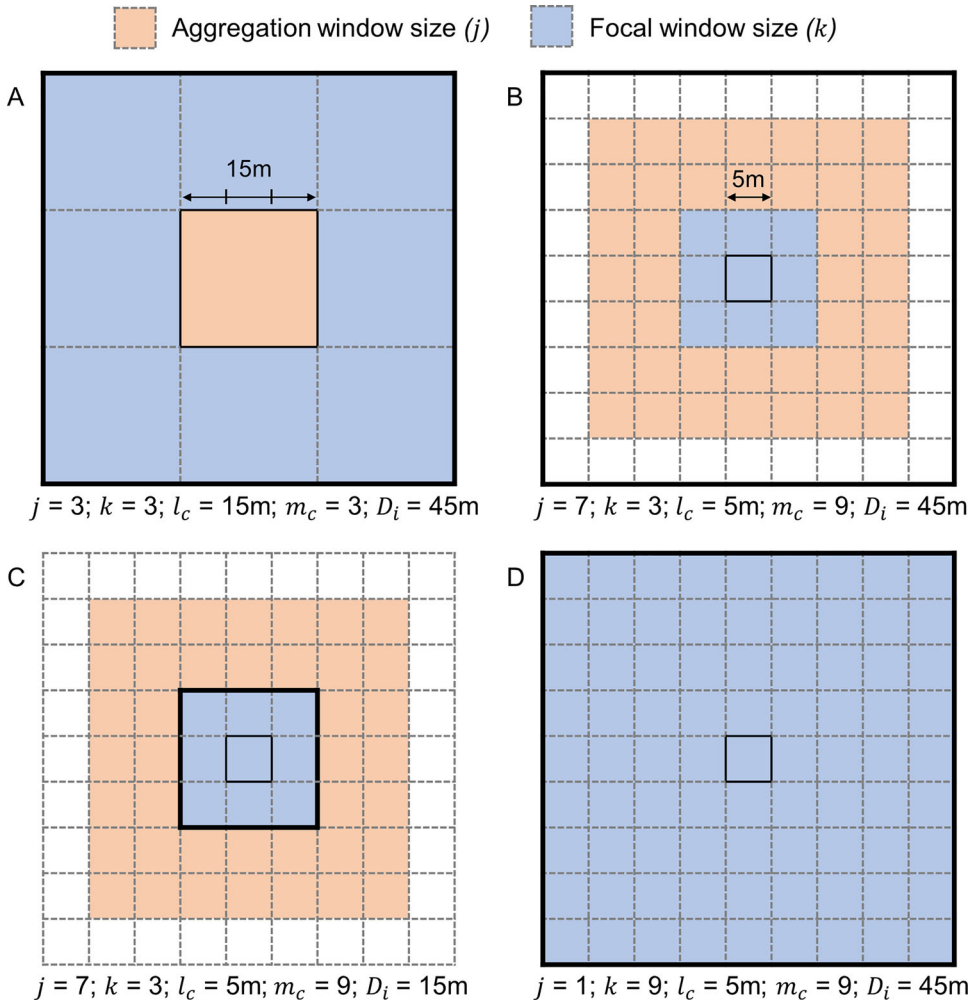 Aggregation window size (j) Focal window size (k)
A B
15m 5m
j = 3; k = 3; l_c = 15m; m_c = 3; D_i = 45m j = 7; k = 3; l_c = 5m; m_c = 9; D_i = 45m
C D
j = 7; k = 3; l_c = 5m; m_c = 9; D_i = 15m j = 1; k = 9; l_c = 5m; m_c = 9; D_i = 45m